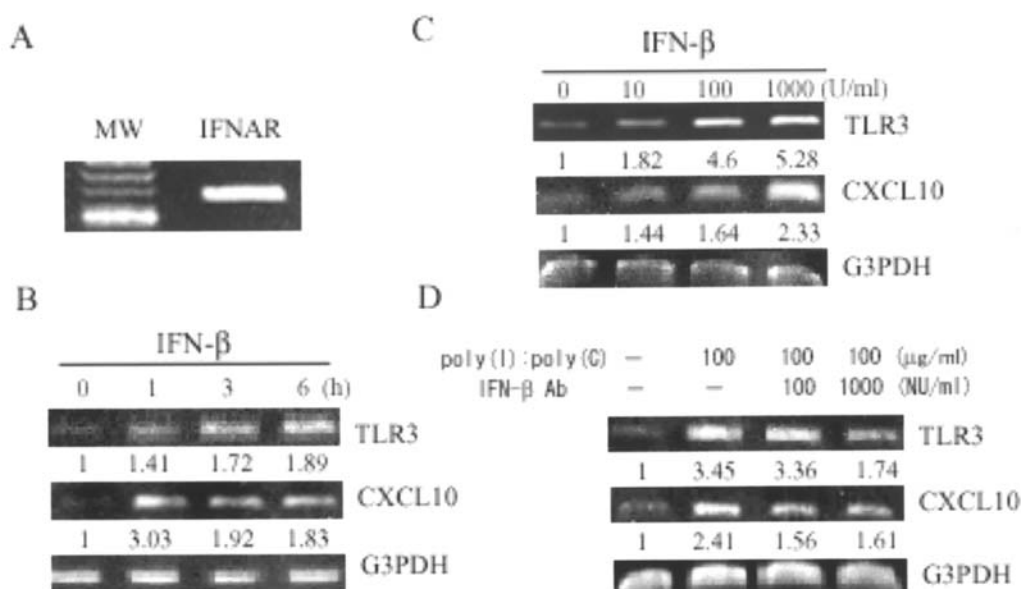 A
MW IFNAR
B
IFN-β
0 1 3 6 (h)
TLR3
1 1.41 1.72 1.89
CXCL10
1 3.03 1.92 1.83
G3PDH
C
IFN-β
0 10 100 1000 (U/ml)
TLR3
1 1.82 4.6 5.28
CXCL10
1 1.44 1.64 2.33
G3PDH
D
poly(I):poly(C) – 100 100 100 (μg/ml)
IFN-β Ab – – 100 1000 (NU/ml)
TLR3
1 3.45 3.36 1.74
CXCL10
1 2.41 1.56 1.61
G3PDH